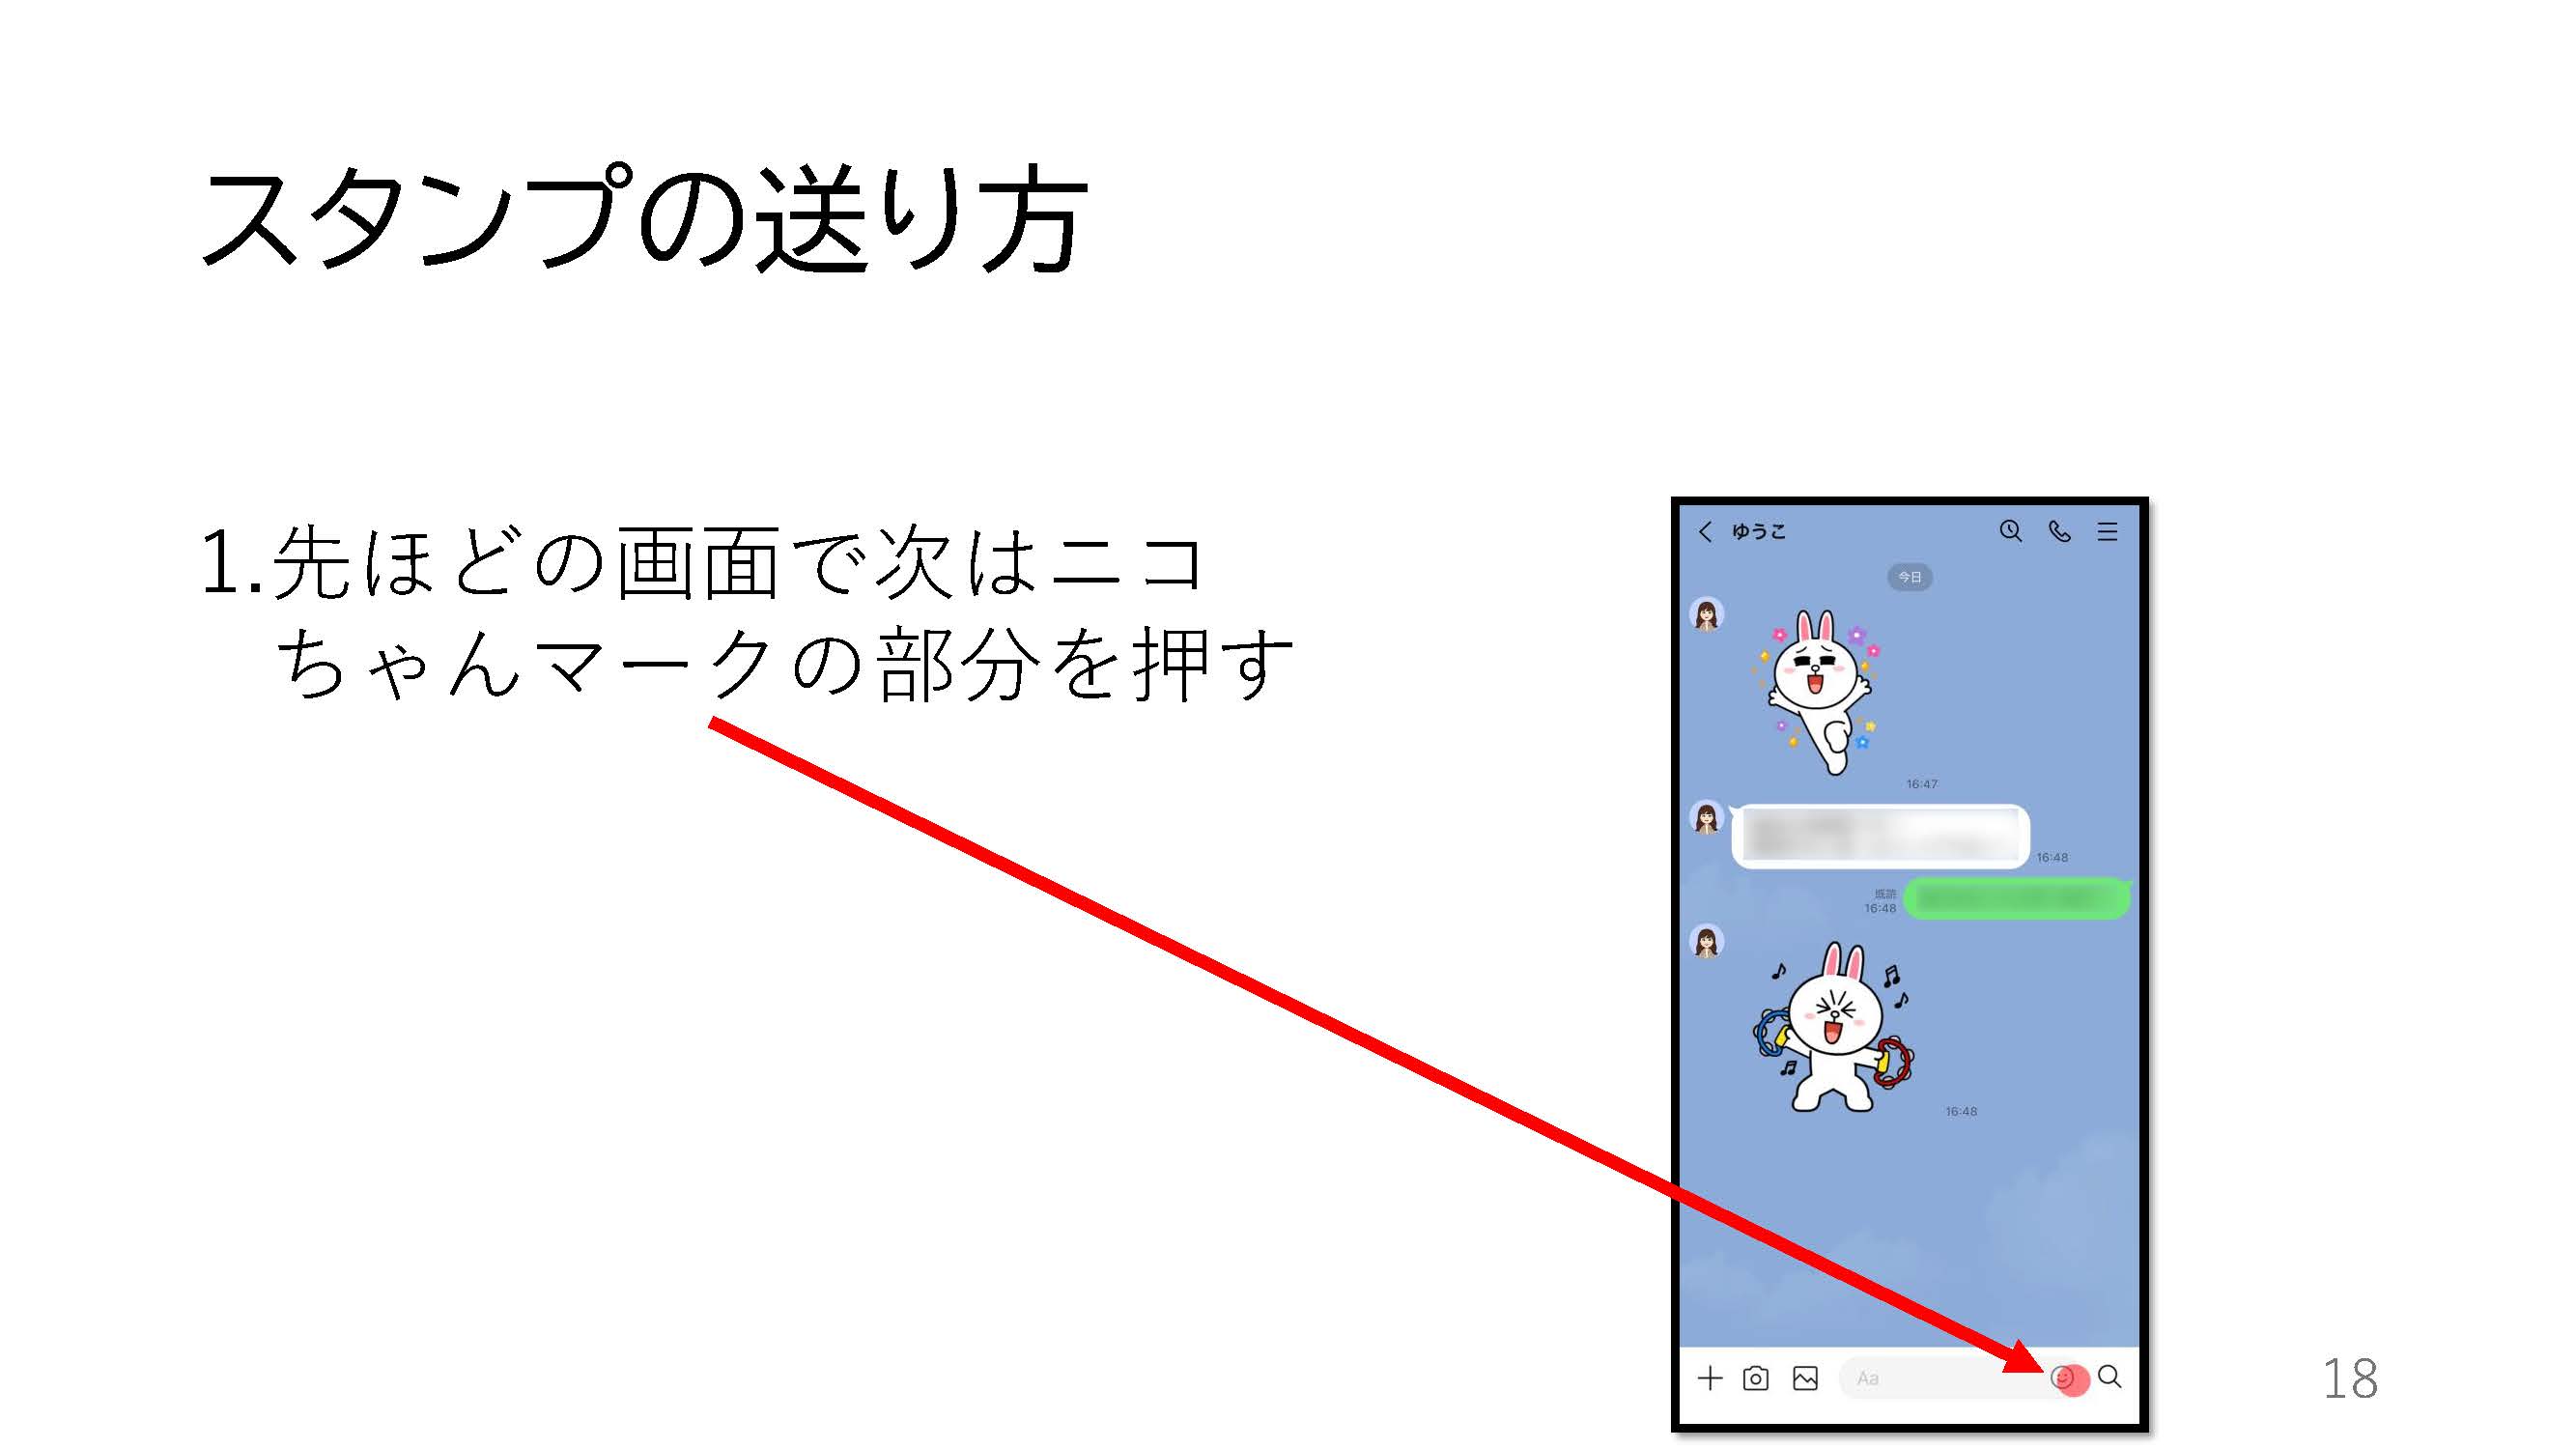 スタンプの送り方
1.先ほどの画面で次はニコ
ちゃんマークの部分を押す
ゆうこ
今日
16:47
16:48
既読
16:48
16:48
Aa
18